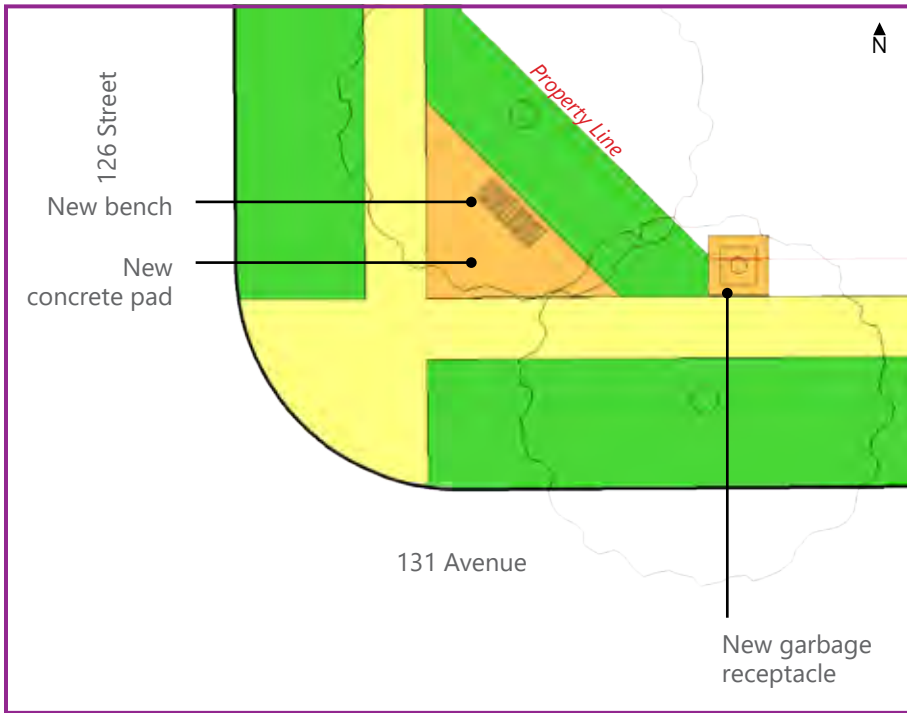 N
Property Line
126 Street
New bench
New
concrete pad
131 Avenue
New garbage
receptacle